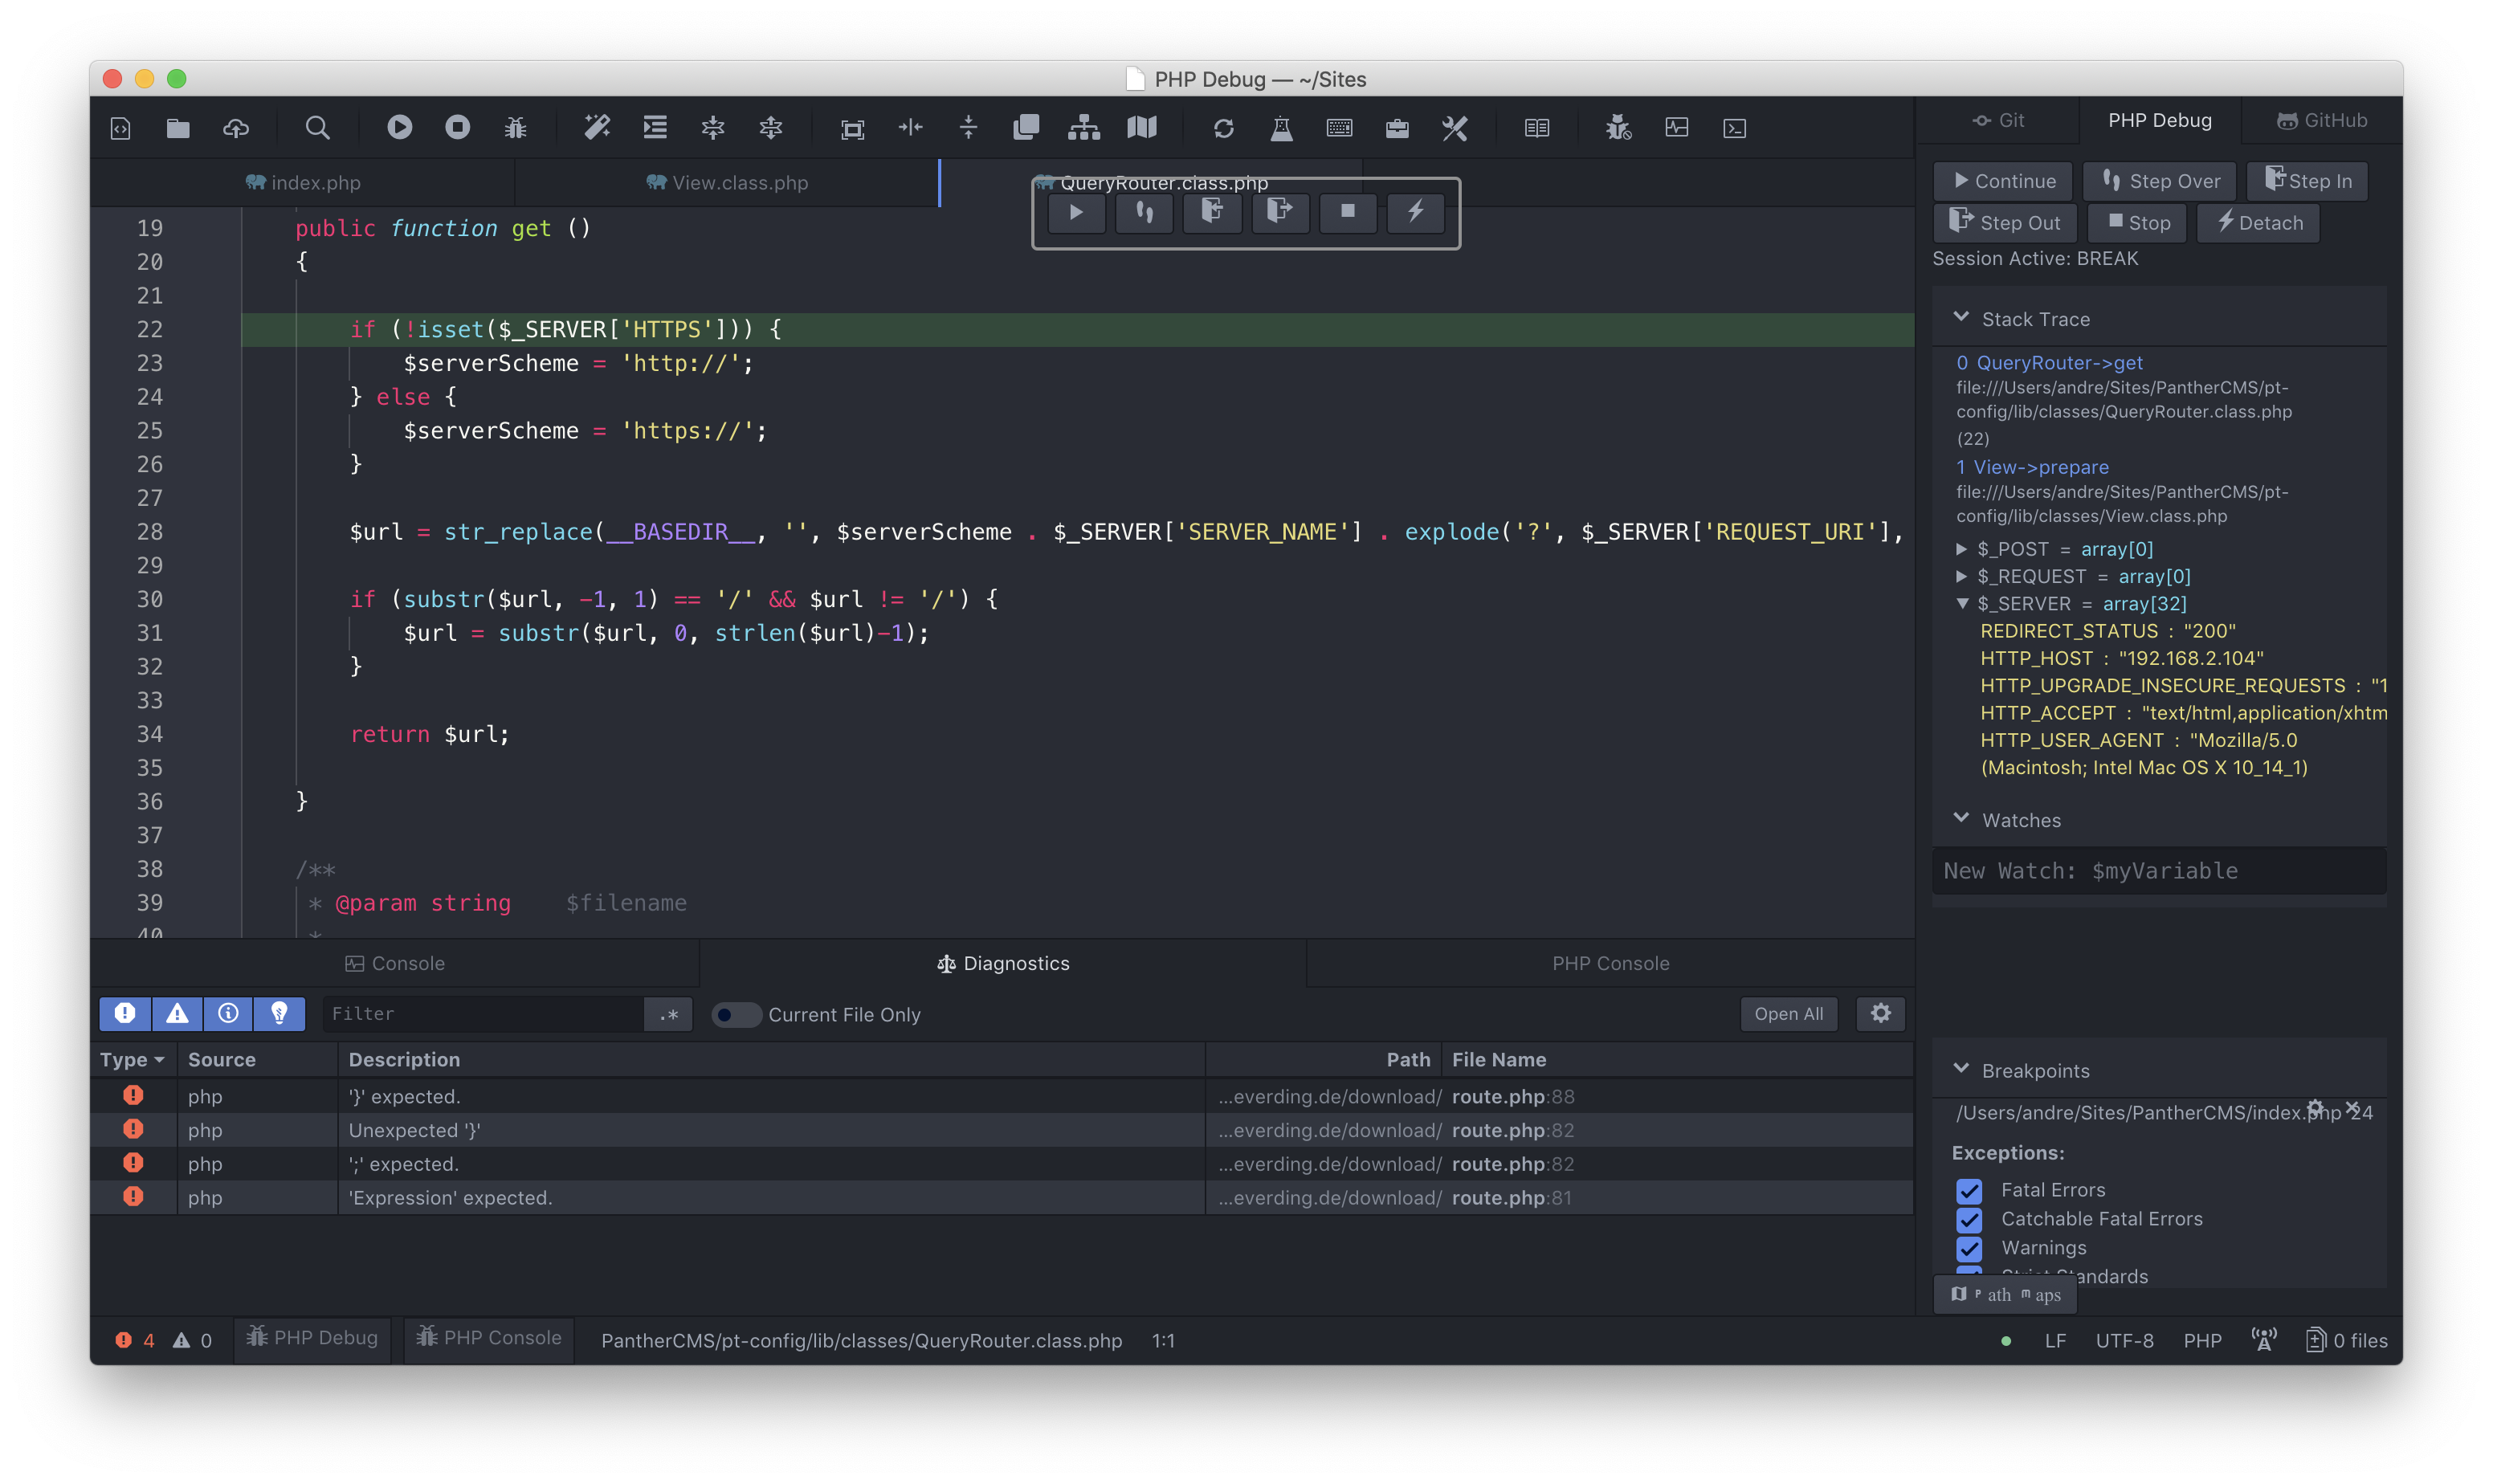 PHP Debug — ~/Sites
Git
PHP Debug
GitHub
index.php
View.class.php
QueryRouter.class.php
Continue
Step Over
Step In
Step Out
Stop
Detach
Session Active: BREAK
19 public function get ()
20 {
21
22 if (!isset($_SERVER['HTTPS'])) {
23 $serverScheme = 'http://';
24 } else {
25 $serverScheme = 'https://';
26 }
27
28 $url = str_replace(__BASEDIR__, '', $serverScheme . $_SERVER['SERVER_NAME'] . explode('?', $_SERVER['REQUEST_URI'],
29
30 if (substr($url, -1, 1) == '/' && $url != '/') {
31 $url = substr($url, 0, strlen($url)-1);
32 }
33
34 return $url;
35
36 }
37
38 /**
39 * @param string $filename
40 *
Stack Trace
0 QueryRouter->get
file:///Users/andre/Sites/PantherCMS/pt-
config/lib/classes/QueryRouter.class.php
(22)
1 View->prepare
file:///Users/andre/Sites/PantherCMS/pt-
config/lib/classes/View.class.php
$_POST = array[0]
$_REQUEST = array[0]
$_SERVER = array[32]
REDIRECT_STATUS : "200"
HTTP_HOST : "192.168.2.104"
HTTP_UPGRADE_INSECURE_REQUESTS : "1
HTTP_ACCEPT : "text/html,application/xhtm
HTTP_USER_AGENT : "Mozilla/5.0
(Macintosh; Intel Mac OS X 10_14_1)
Watches
New Watch: $myVariable
Breakpoints
/Users/andre/Sites/PantherCMS/index.php 24
Exceptions:
Fatal Errors
Catchable Fatal Errors
Warnings
Strict Standards
Path Maps
Console
Diagnostics
PHP Console
Filter
.*
Current File Only
Open All
Type Source Description Path File Name
php '}' expected. ...everding.de/download/ route.php:88
php Unexpected '}' ...everding.de/download/ route.php:82
php ';' expected. ...everding.de/download/ route.php:82
php 'Expression' expected. ...everding.de/download/ route.php:81
4 0 PHP Debug PHP Console PantherCMS/pt-config/lib/classes/QueryRouter.class.php 1:1 LF UTF-8 PHP 0 files